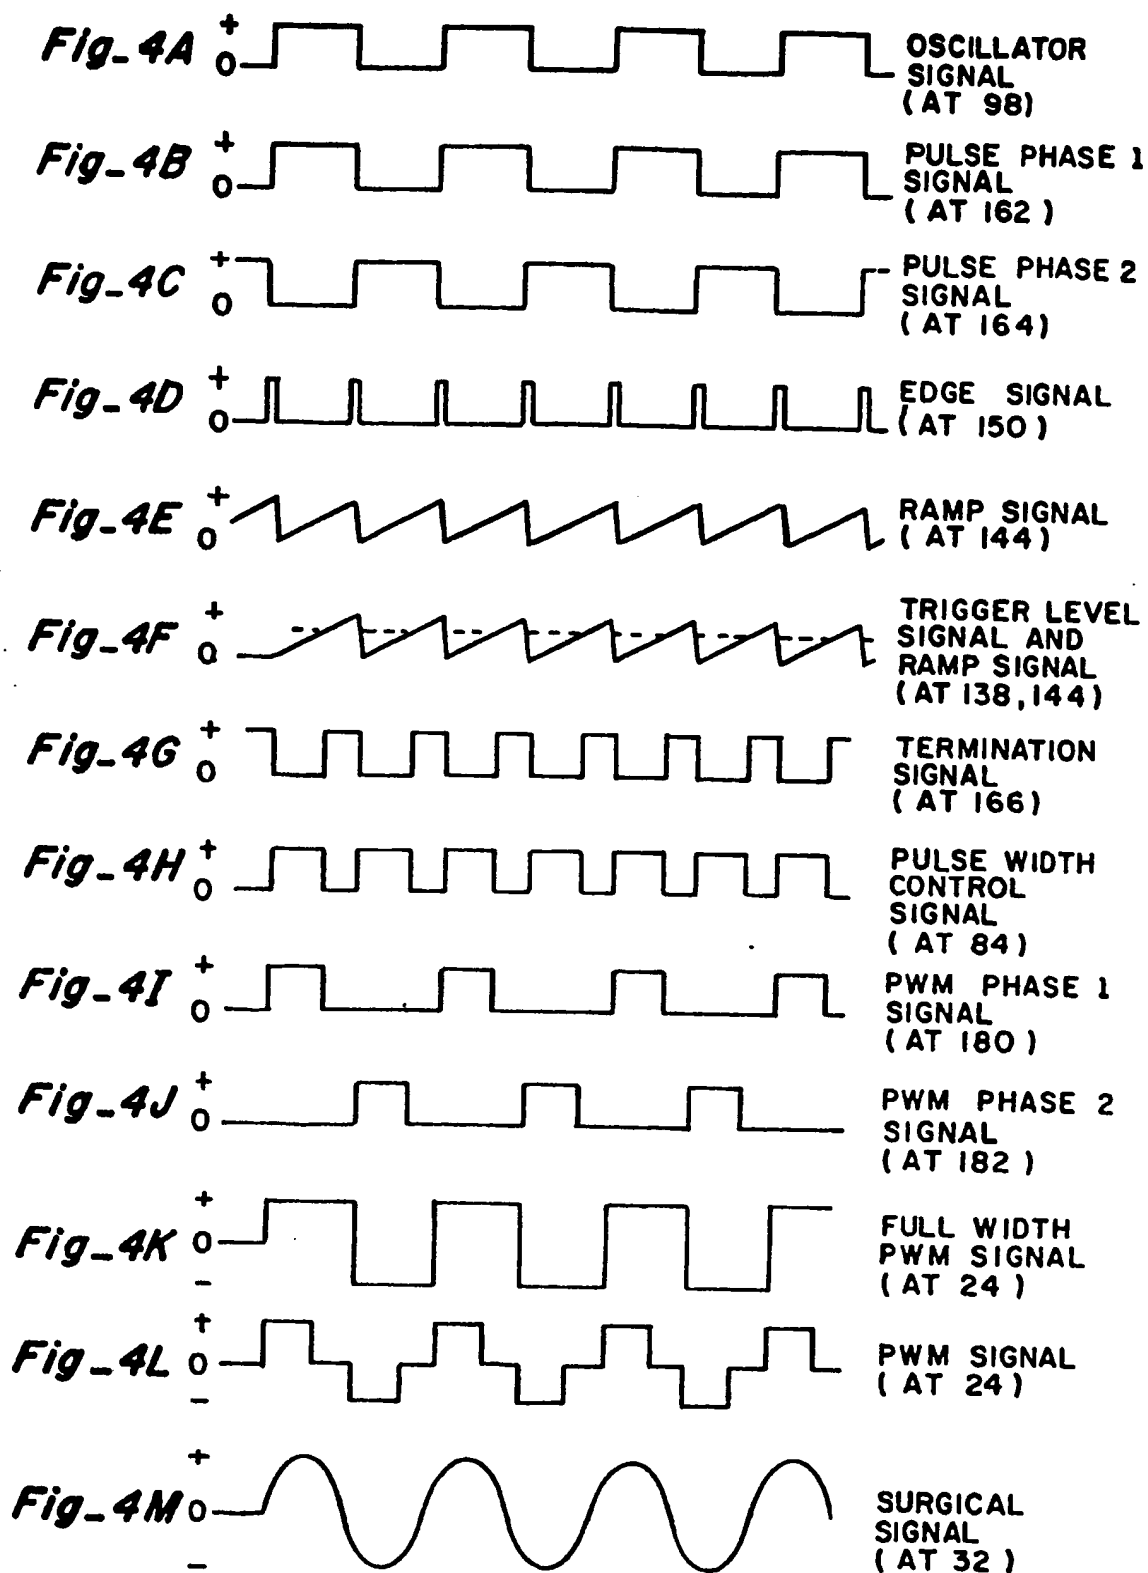 Fig_4A
+
0
OSCILLATOR
SIGNAL
(AT 98)
Fig_4B
+
0
PULSE PHASE 1
SIGNAL
(AT 162)
Fig_4C
+
0
PULSE PHASE 2
SIGNAL
(AT 164)
Fig_4D
+
0
EDGE SIGNAL
(AT 150)
Fig_4E
+
0
RAMP SIGNAL
(AT 144)
Fig_4F
+
0
TRIGGER LEVEL
SIGNAL AND
RAMP SIGNAL
(AT 138,144)
Fig_4G
+
0
TERMINATION
SIGNAL
(AT 166)
Fig_4H
+
0
PULSE WIDTH
CONTROL
SIGNAL
(AT 84)
Fig_4I
+
0
PWM PHASE 1
SIGNAL
(AT 180)
Fig_4J
+
0
PWM PHASE 2
SIGNAL
(AT 182)
Fig_4K
+
0
−
FULL WIDTH
PWM SIGNAL
(AT 24)
Fig_4L
+
0
−
PWM SIGNAL
(AT 24)
Fig_4M
+
0
−
SURGICAL
SIGNAL
(AT 32)